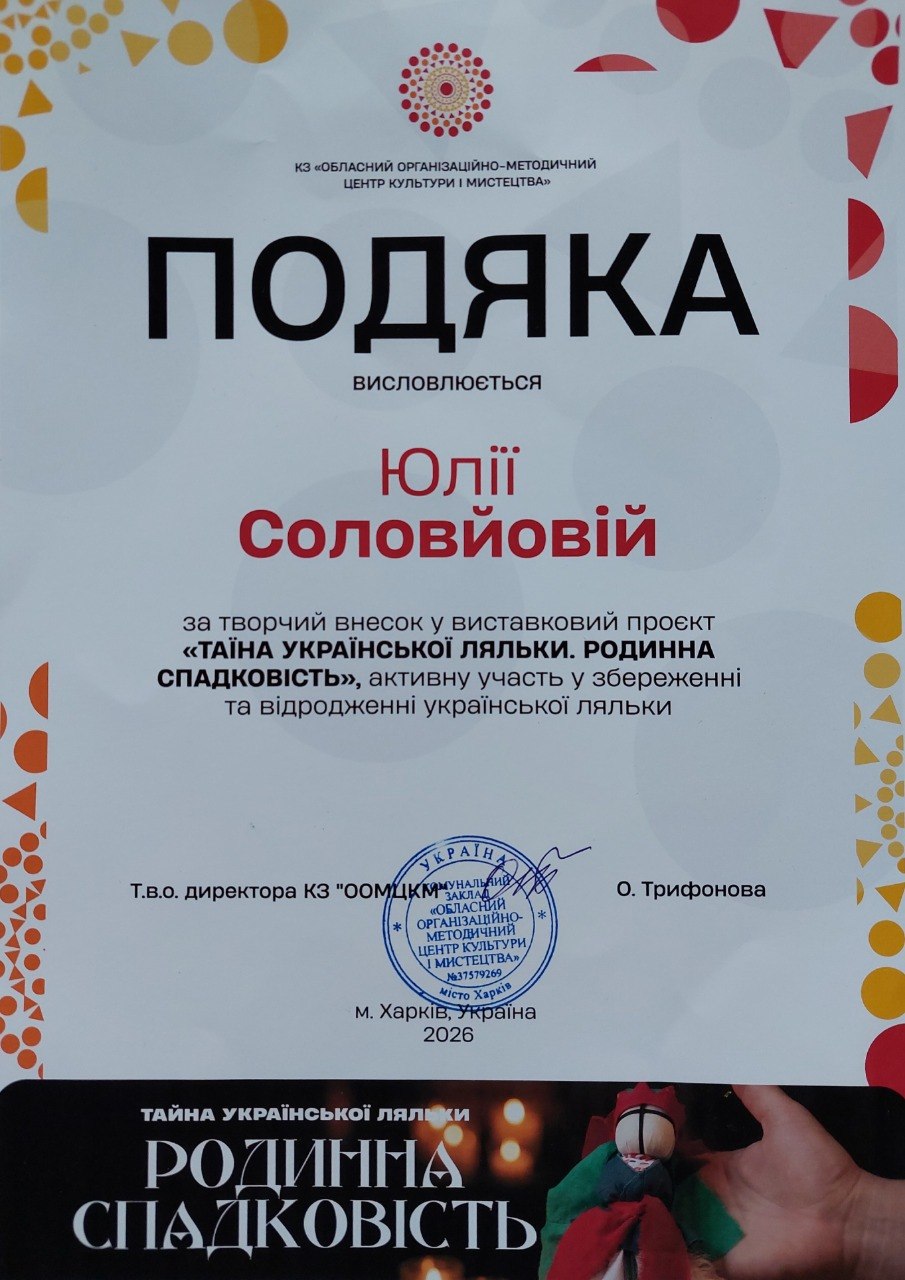 КЗ «ОБЛАСНИЙ ОРГАНІЗАЦІЙНО-МЕТОДИЧНИЙ
ЦЕНТР КУЛЬТУРИ І МИСТЕЦТВА»
ПОДЯКА
ВИСЛОВЛЮЄТЬСЯ
Юлії
Соловйовій
за творчий внесок у виставковий проєкт
«ТАЇНА УКРАЇНСЬКОЇ ЛЯЛЬКИ. РОДИННА
СПАДКОВІСТЬ», активну участь у збереженні
та відродженні української ляльки
Т.в.о. директора КЗ "ООМЦКМ"
О. Трифонова
УКРАЇНА
КОМУНАЛЬНИЙ
ЗАКЛАД
«ОБЛАСНИЙ
ОРГАНІЗАЦІЙНО-
МЕТОДИЧНИЙ
ЦЕНТР КУЛЬТУРИ
І МИСТЕЦТВА»
№37579269
місто Харків
м. Харків, Україна
2026
ТАЙНА УКРАЇНСЬКОЇ ЛЯЛЬКИ
РОДИННА
СПАДКОВІСТЬ